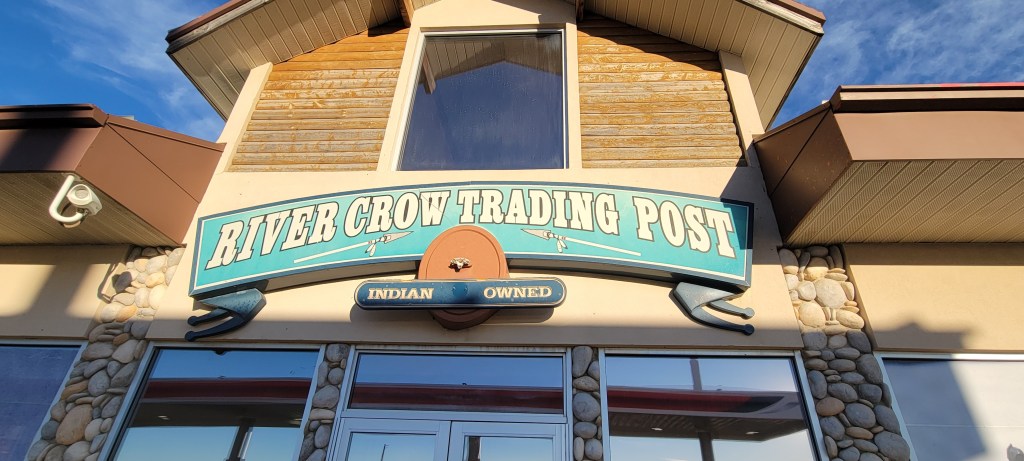 RIVER CROW TRADING POST
INDIAN OWNED